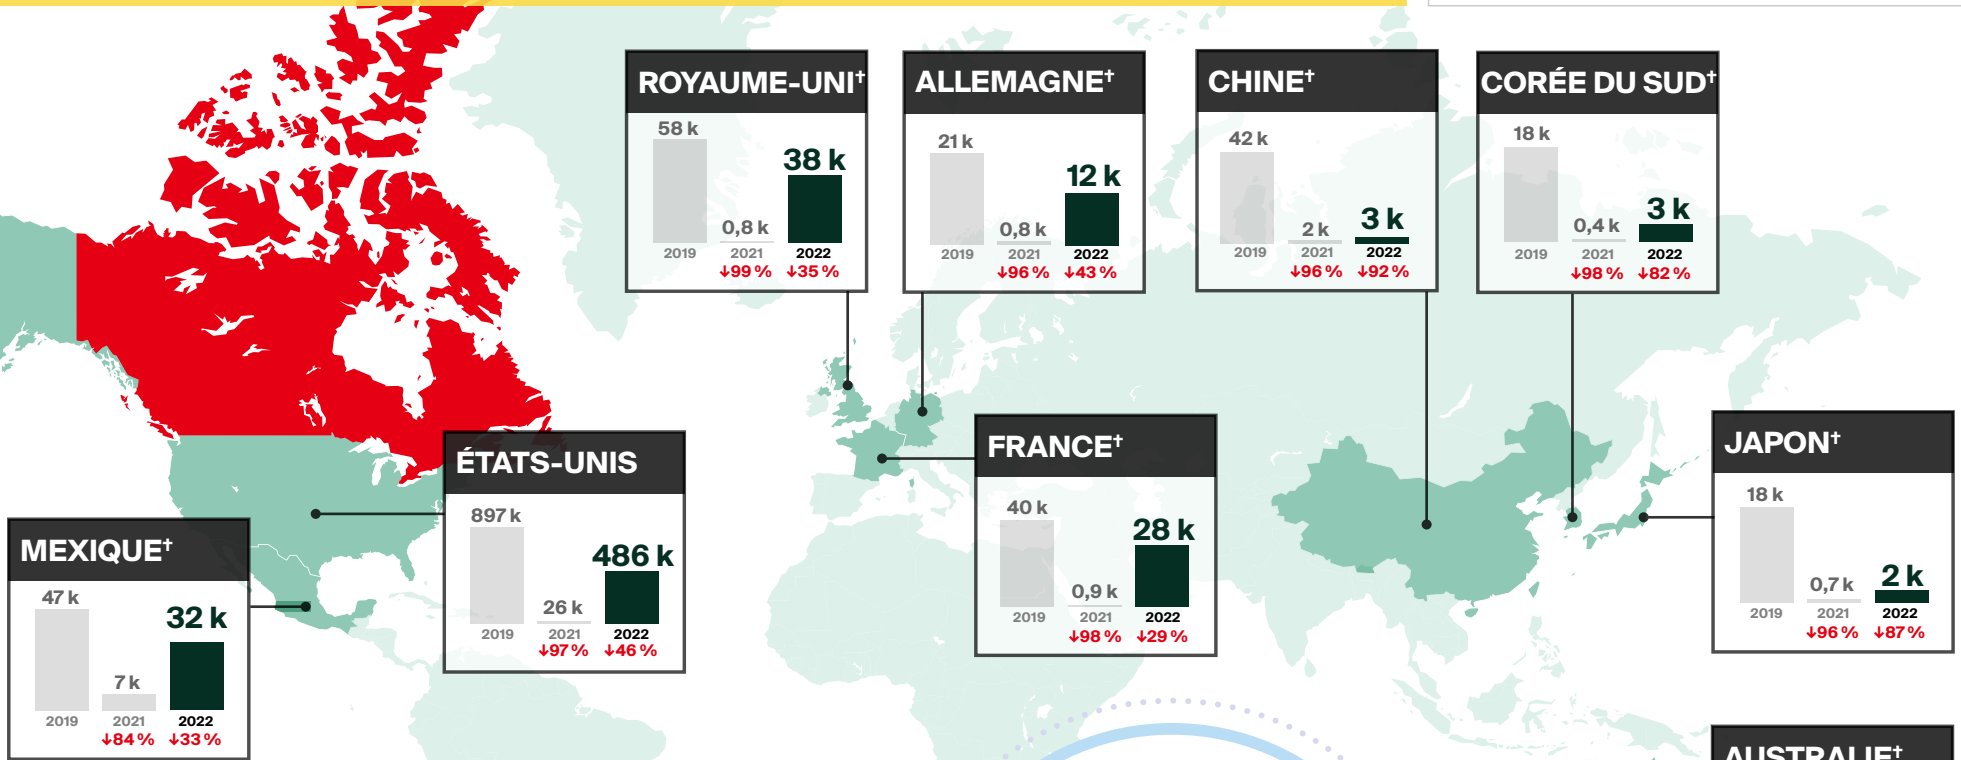 ROYAUME-UNI†
58 k
0,8 k
38 k
2019
2021
2022
↓99 %
↓35 %
ALLEMAGNE†
21 k
0,8 k
12 k
2019
2021
2022
↓96 %
↓43 %
CHINE†
42 k
2 k
3 k
2019
2021
2022
↓96 %
↓92 %
CORÉE DU SUD†
18 k
0,4 k
3 k
2019
2021
2022
↓98 %
↓82 %
MEXIQUE†
47 k
7 k
32 k
2019
2021
2022
↓84 %
↓33 %
ÉTATS-UNIS
897 k
26 k
486 k
2019
2021
2022
↓97 %
↓46 %
FRANCE†
40 k
0,9 k
28 k
2019
2021
2022
↓98 %
↓29 %
JAPON†
18 k
0,7 k
2 k
2019
2021
2022
↓96 %
↓87 %
AUSTRALIE†